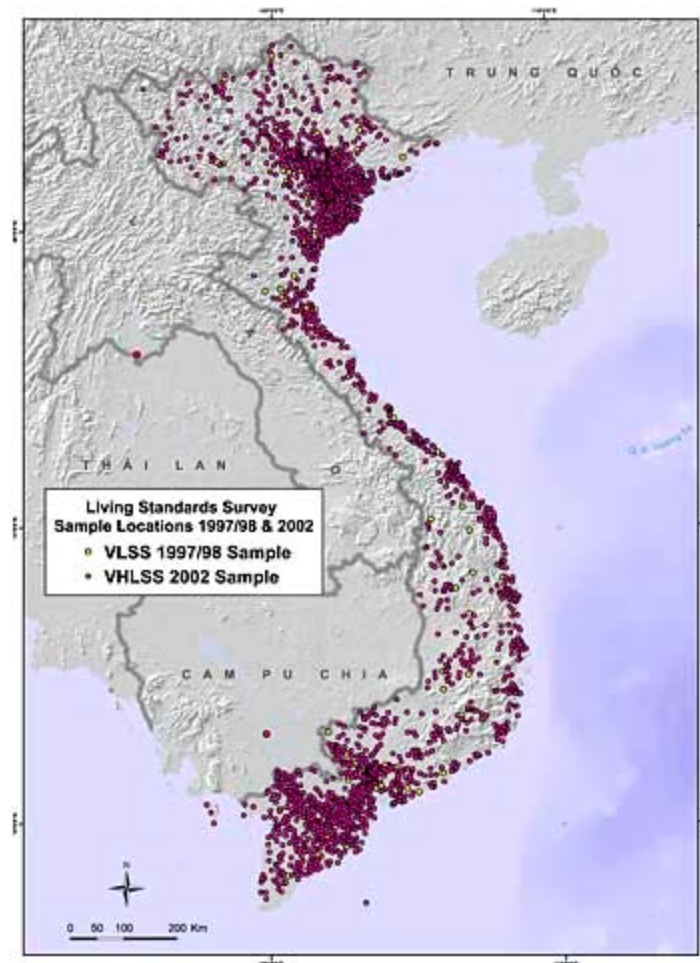 TRUNG QUỐC
THÁI LAN
Living Standards Survey
Sample Locations 1997/98 & 2002
VLSS 1997/98 Sample
VHLSS 2002 Sample
CAM PU CHIA
N
0 50 100 200 Km